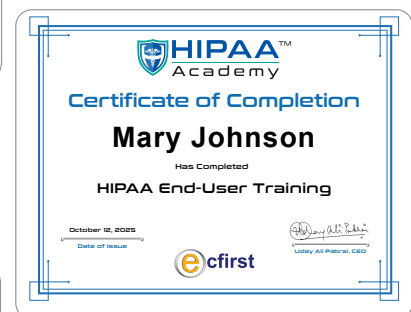 HIPAA™
Academy
Certificate of Completion
Mary Johnson
Has Completed
HIPAA End-User Training
October 12, 2025
Date of Issue
Uday Ali Pabrai, CEO
ecfirst